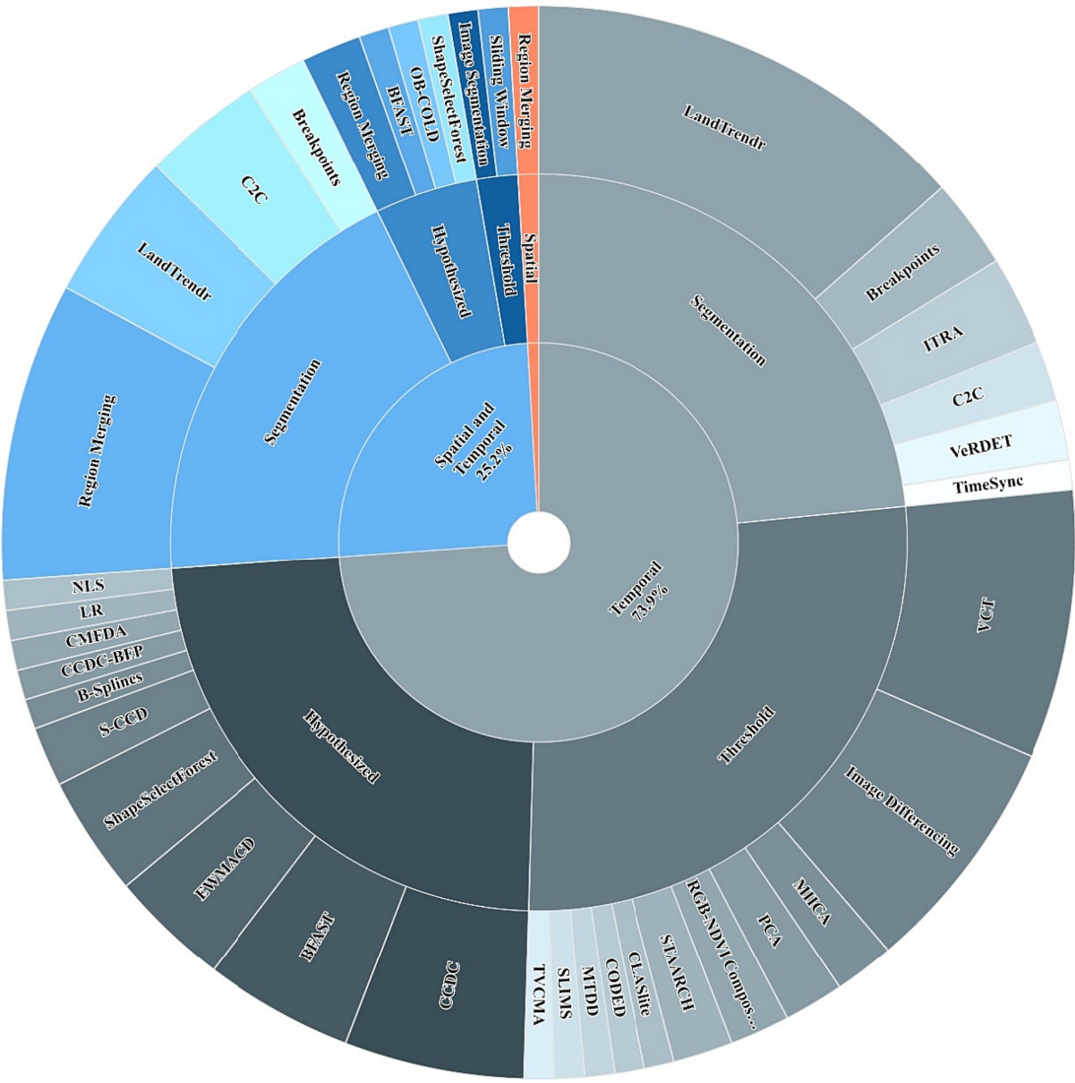 Temporal
73.9%
Spatial and
Temporal
25.2%
Segmentation
Threshold
Hypothesized
Segmentation
Hypothesized
Threshold
Spatial
LandTrendr
Breakpoints
ITRA
C2C
VeRDET
TimeSync
VCT
Image Differencing
MIICA
PCA
RGB-NDVI Compos...
STAARCH
CLASlite
CODED
MTDD
SLIMS
TVCMA
CCDC
BFAST
EWMACD
ShapeSelectForest
S-CCD
B-Splines
CCDC-BFP
CMFDA
LR
NLS
Region Merging
LandTrendr
C2C
Breakpoints
Region Merging
BFAST
OB-COLD
ShapeSelectForest
Image Segmentation
Sliding Window
Region Merging